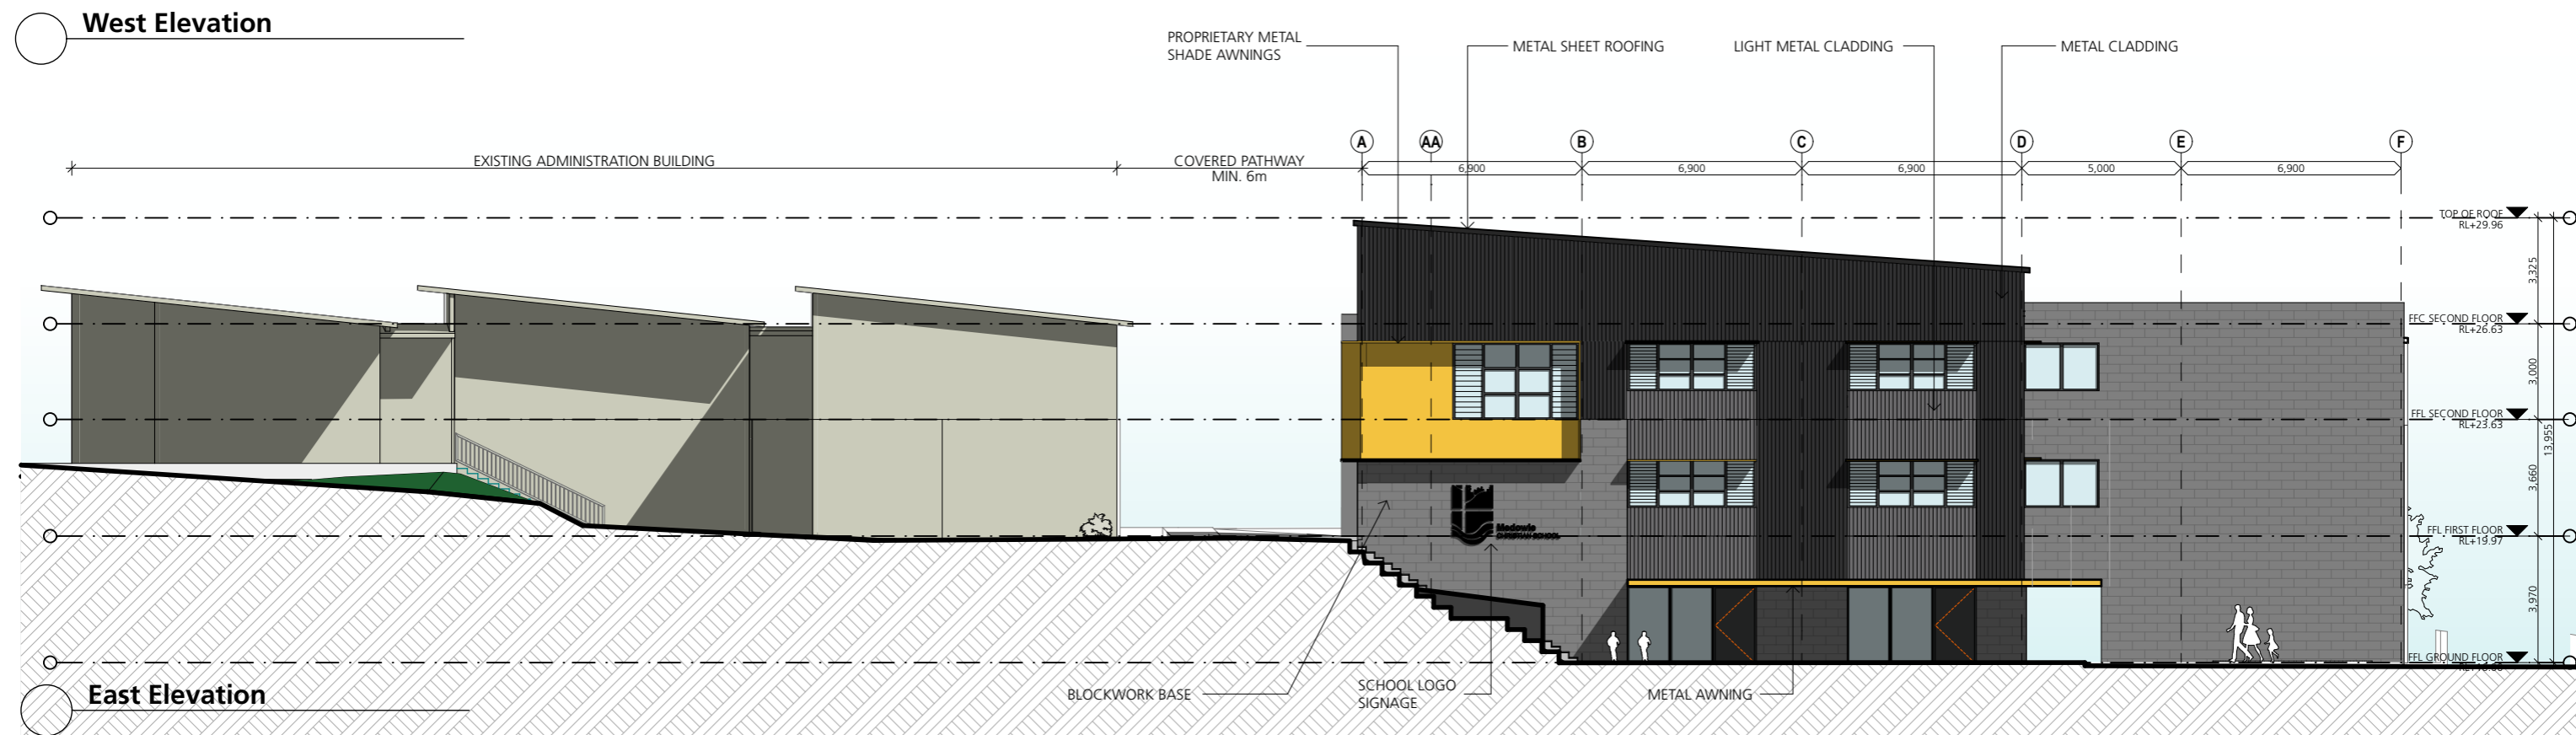 West Elevation
PROPRIETARY METAL
SHADE AWNINGS
METAL SHEET ROOFING
LIGHT METAL CLADDING
METAL CLADDING
A
AA
B
C
D
E
F
EXISTING ADMINISTRATION BUILDING
COVERED PATHWAY
MIN. 6m
6,900
6,900
6,900
5,000
6,900
TOP OF ROOF
RL+29.96
3,325
FFC SECOND FLOOR
RL+26.63
3,000
FFL SECOND FLOOR
RL+23.63
13,955
3,660
Medowie
CHRISTIAN SCHOOL
FFL FIRST FLOOR
RL+19.97
3,970
FFL GROUND FLOOR
East Elevation
BLOCKWORK BASE
SCHOOL LOGO
SIGNAGE
METAL AWNING